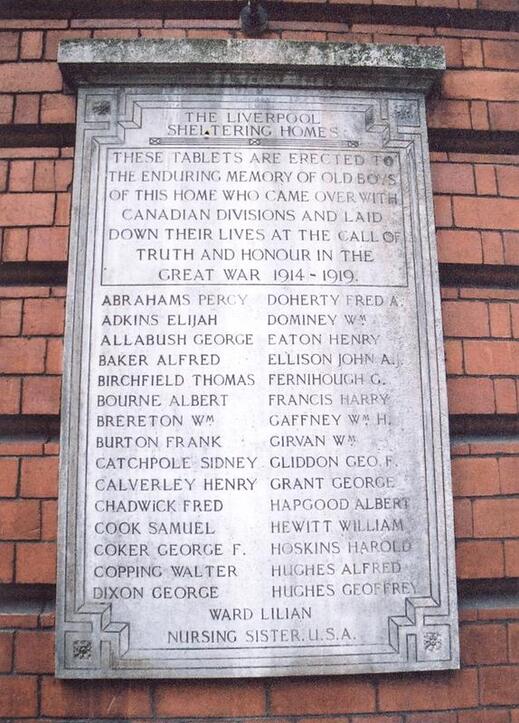 THE LIVERPOOL
SHELTERING HOMES
THESE TABLETS ARE ERECTED TO
THE ENDURING MEMORY OF OLD BOYS
OF THIS HOME WHO CAME OVER WITH
CANADIAN DIVISIONS AND LAID
DOWN THEIR LIVES AT THE CALL OF
TRUTH AND HONOUR IN THE
GREAT WAR 1914-1919.
ABRAHAMS PERCY DOHERTY FRED A.
ADKINS ELIJAH DOMINEY WM
ALLABUSH GEORGE EATON HENRY
BAKER ALFRED ELLISON JOHN A.J.
BIRCHFIELD THOMAS FERNIHOUGH G.
BOURNE ALBERT FRANCIS HARRY
BRERETON WM GAFFNEY WM H.
BURTON FRANK GIRVAN WM
CATCHPOLE SIDNEY GLIDDON GEO. F.
CALVERLEY HENRY GRANT GEORGE
CHADWICK FRED HAPGOOD ALBERT
COOK SAMUEL HEWITT WILLIAM
COKER GEORGE F. HOSKINS HAROLD
COPPING WALTER HUGHES ALFRED
DIXON GEORGE HUGHES GEOFFREY
WARD LILIAN
NURSING SISTER. U.S.A.